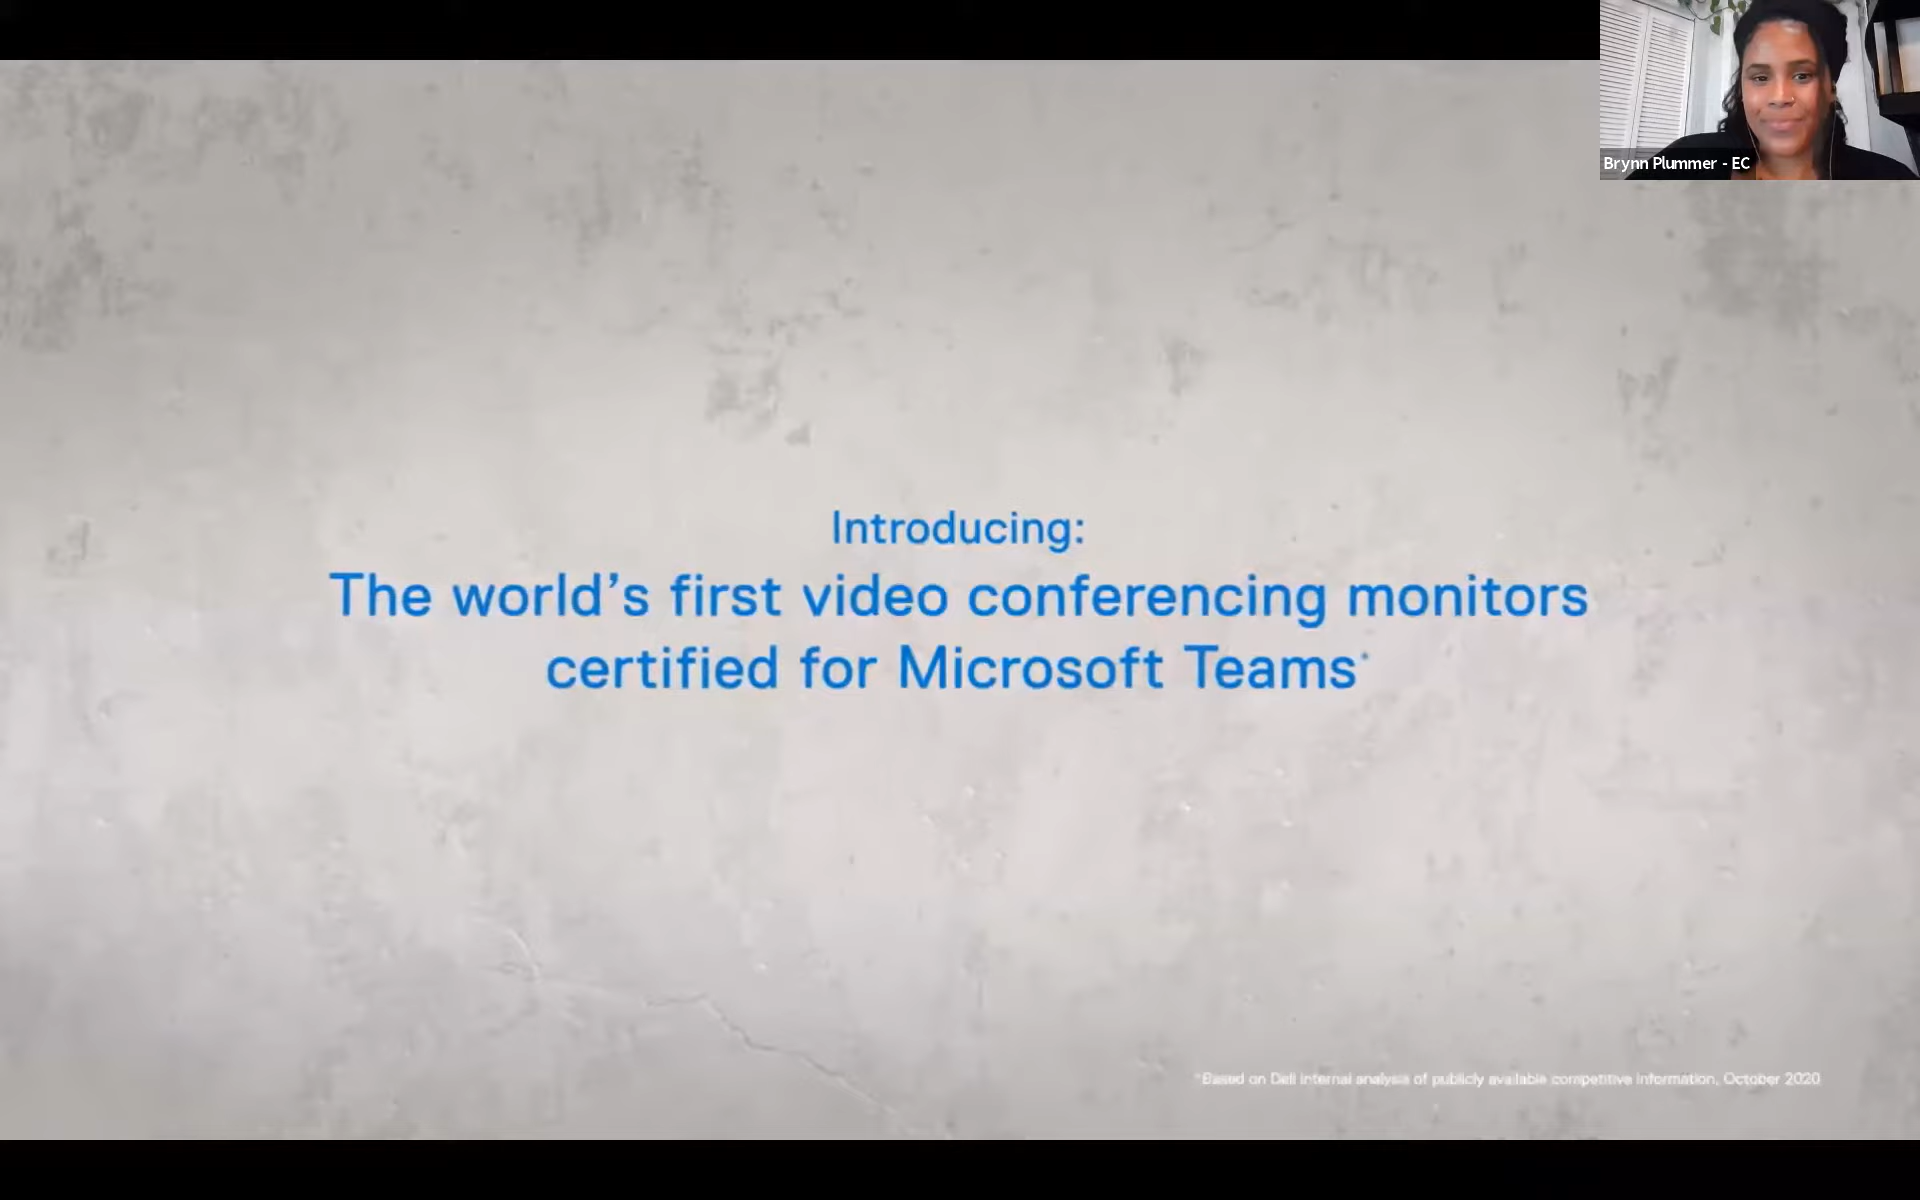 Brynn Plummer - EC
Introducing:
The world’s first video conferencing monitors
certified for Microsoft Teams*
*Based on Dell internal analysis of publicly available competitive information, October 2020